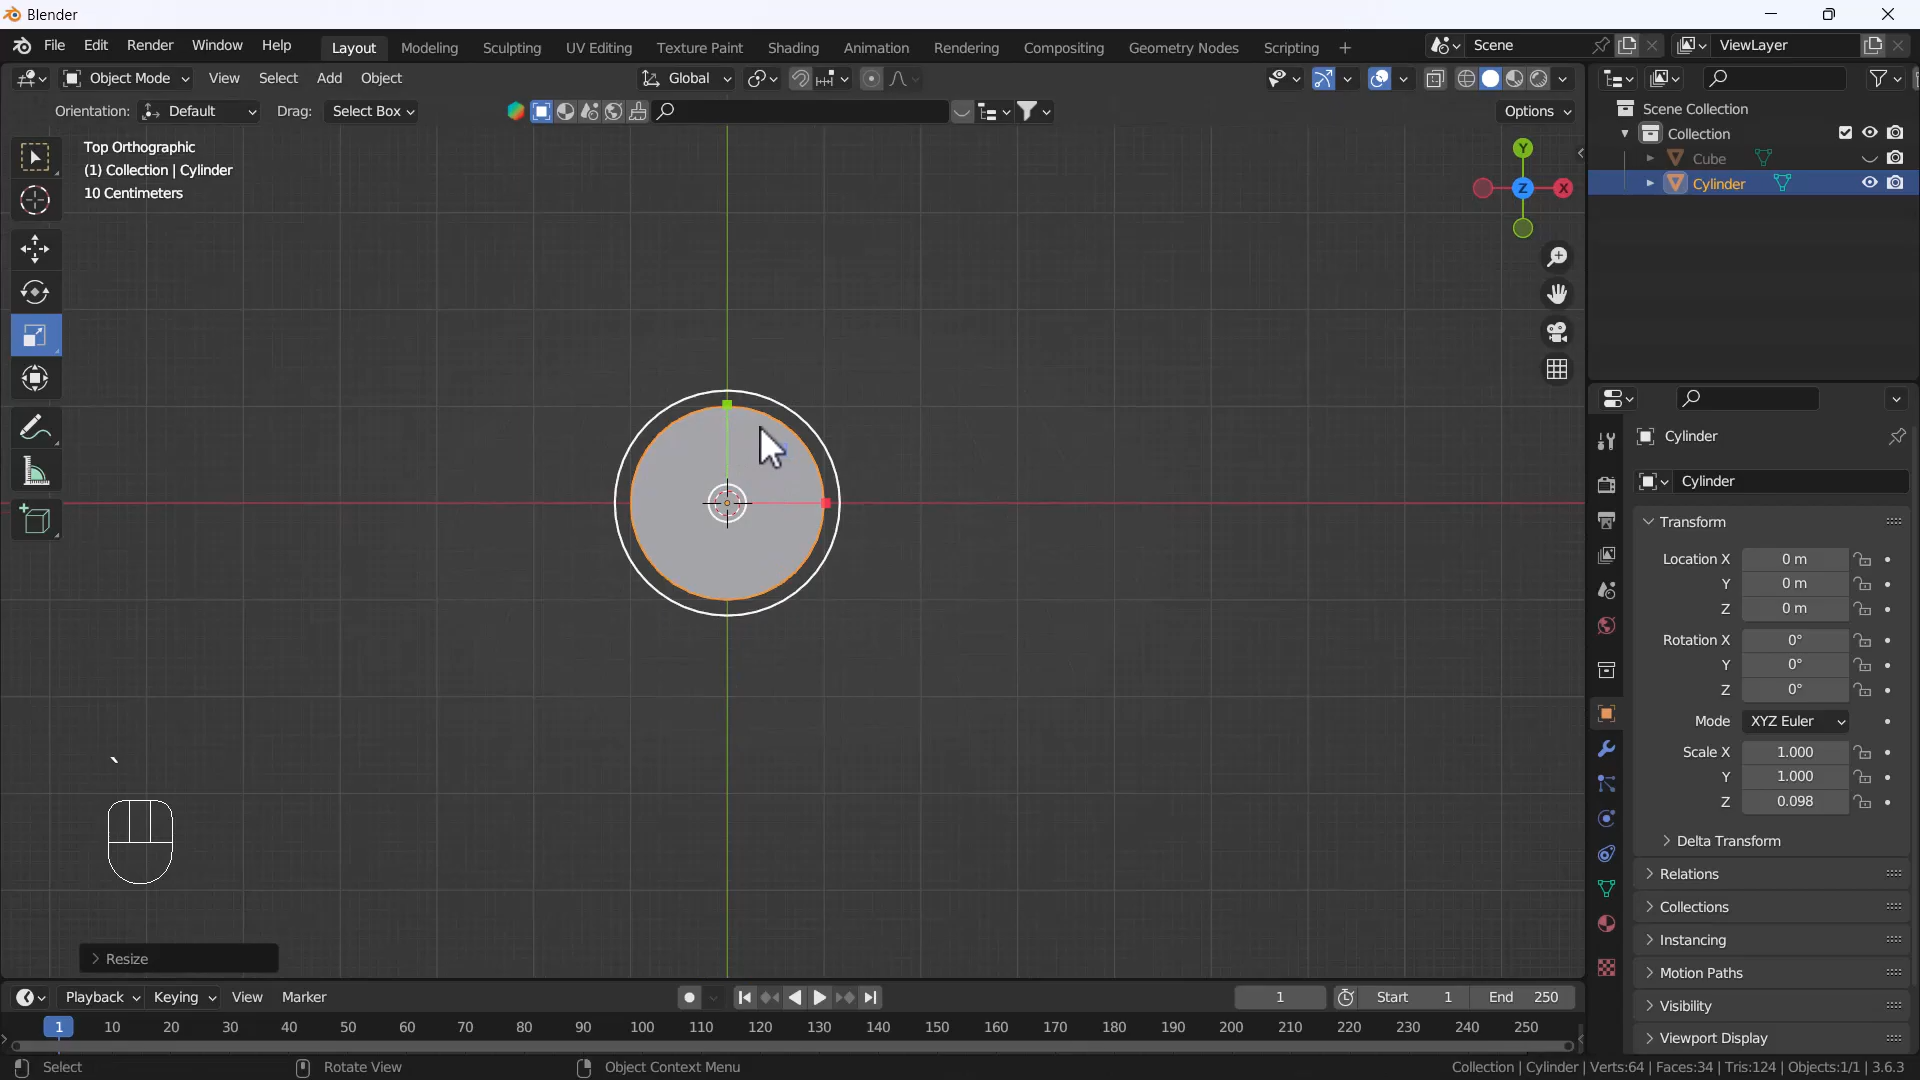 Blender
File Edit Render Window Help Layout Modeling Sculpting UV Editing Texture Paint Shading Animation Rendering Compositing Geometry Nodes Scripting + Scene ViewLayer
Object Mode View Select Add Object Global
Orientation: Default Drag: Select Box Options
Top Orthographic
(1) Collection | Cylinder
10 Centimeters
Y
Z
X
`
Resize
Scene Collection
Collection
Cube
Cylinder
Cylinder
Cylinder
Transform
Location X 0 m
Y 0 m
Z 0 m
Rotation X 0°
Y 0°
Z 0°
Mode XYZ Euler
Scale X 1.000
Y 1.000
Z 0.098
Delta Transform
Relations
Collections
Instancing
Motion Paths
Visibility
Viewport Display
Playback Keying View Marker 1 Start 1 End 250
1 10 20 30 40 50 60 70 80 90 100 110 120 130 140 150 160 170 180 190 200 210 220 230 240 250
Select Rotate View Object Context Menu Collection | Cylinder | Verts:64 | Faces:34 | Tris:124 | Objects:1/1 | 3.6.3